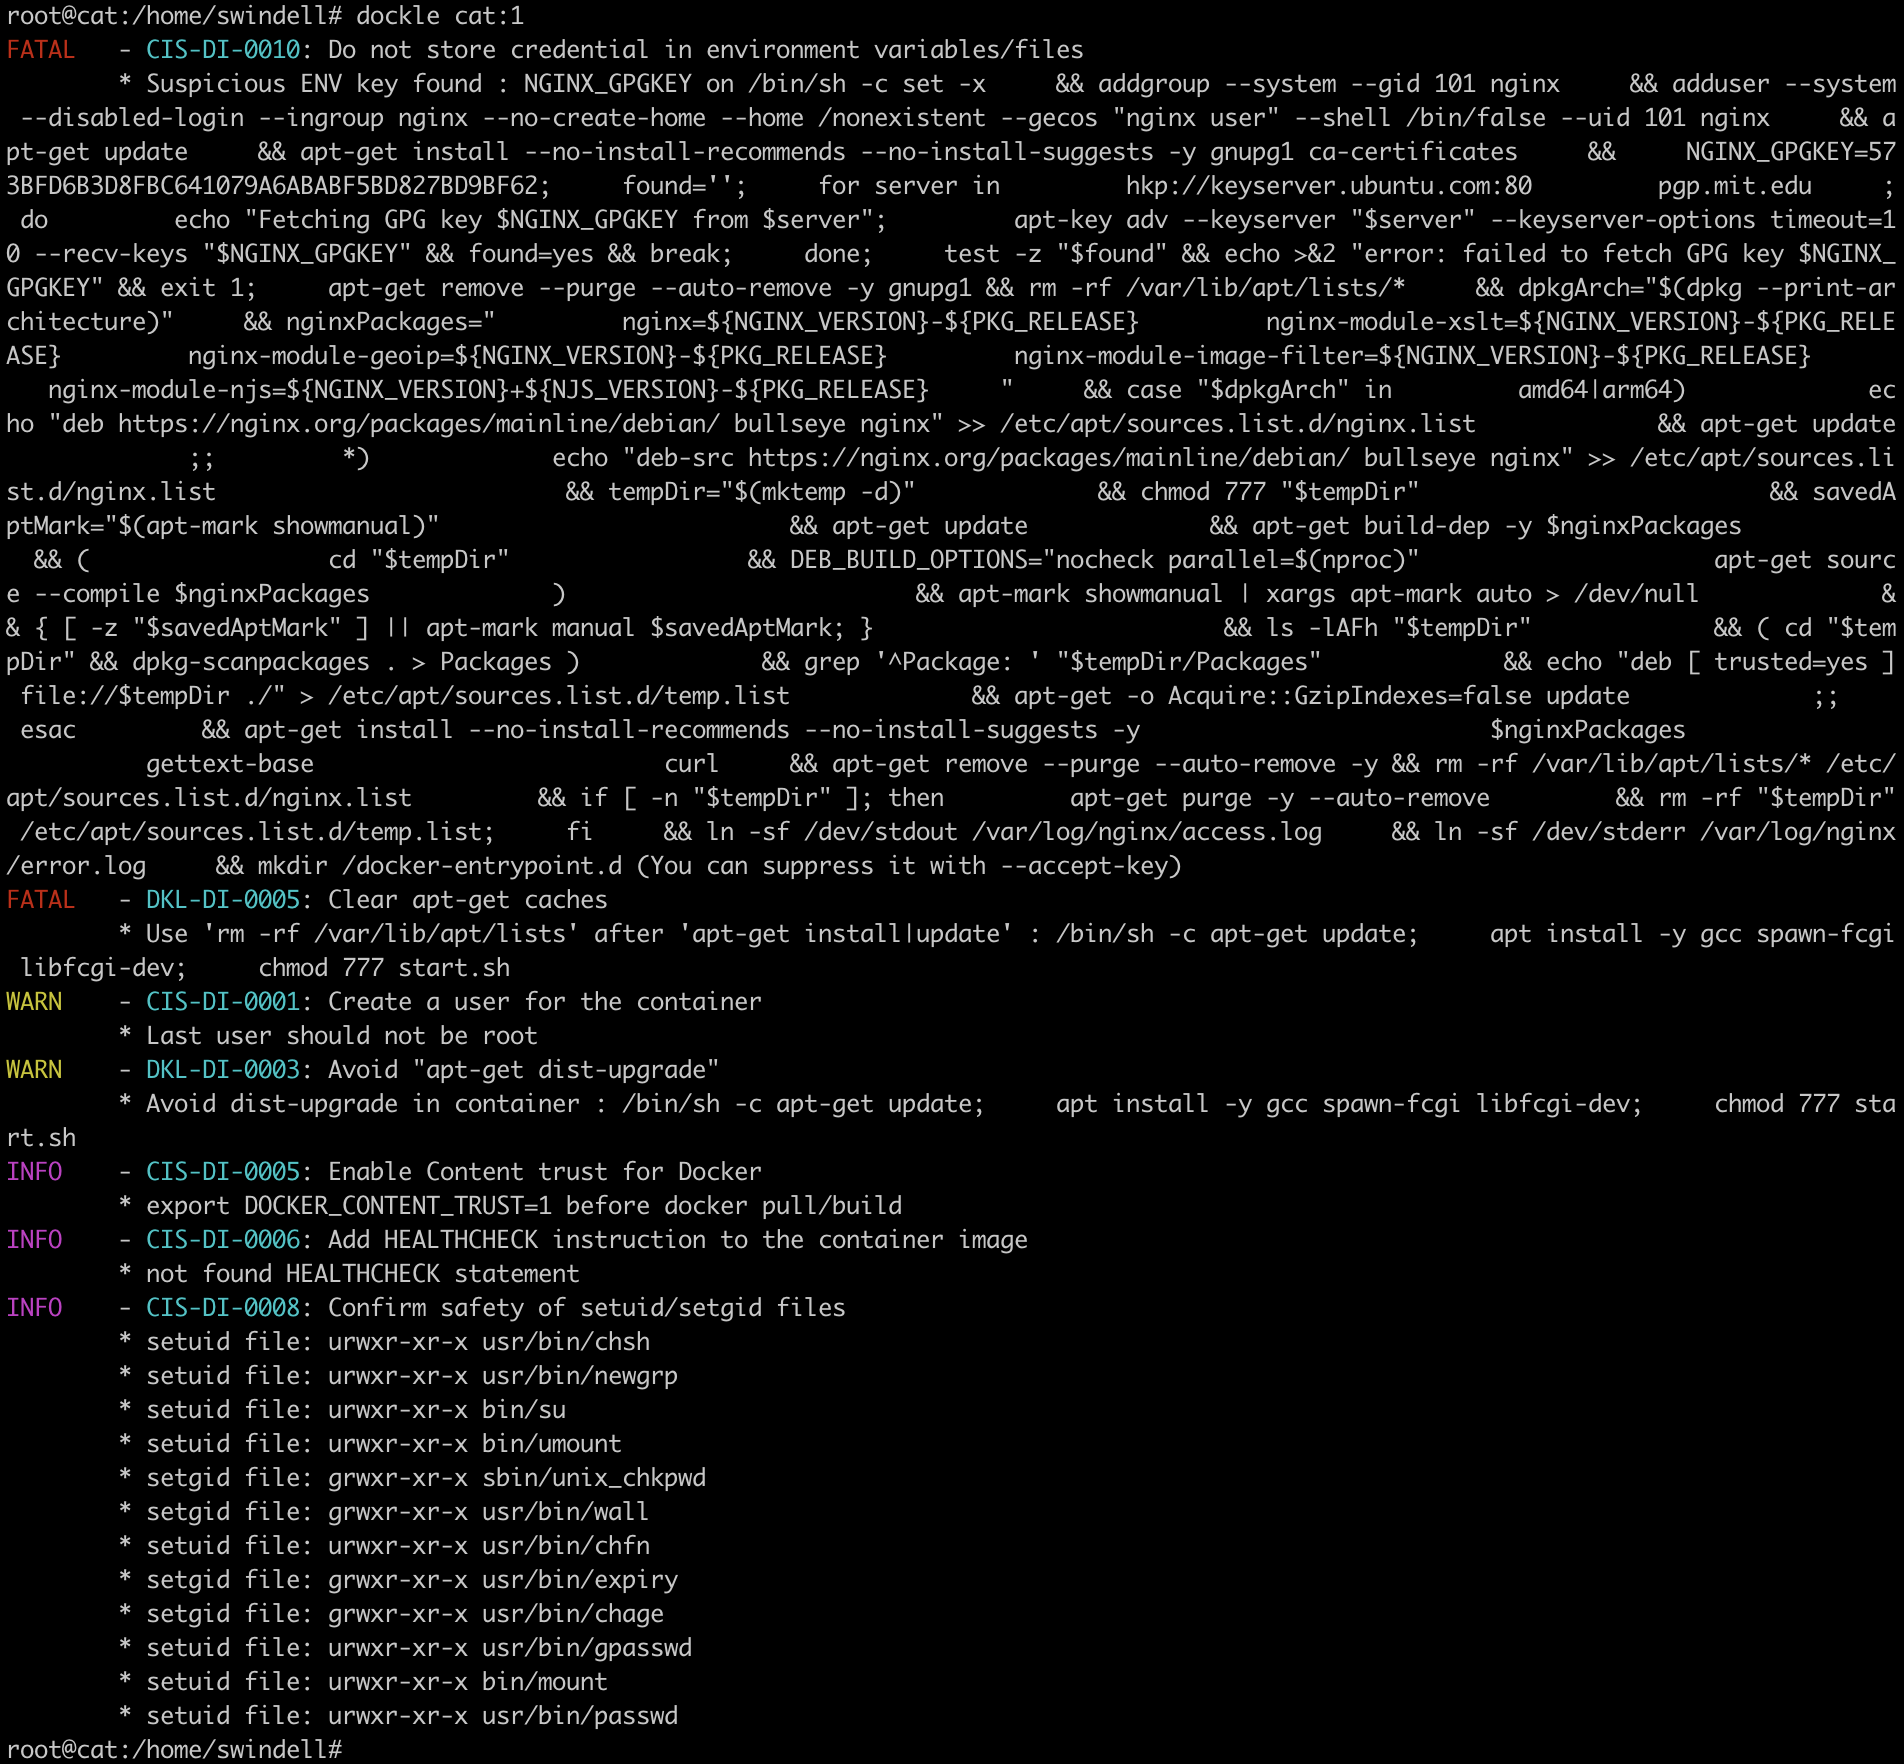 root@cat:/home/swindell# dockle cat:1
FATAL   - CIS-DI-0010: Do not store credential in environment variables/files
        * Suspicious ENV key found : NGINX_GPGKEY on /bin/sh -c set -x     && addgroup --system --gid 101 nginx     && adduser --system
 --disabled-login --ingroup nginx --no-create-home --home /nonexistent --gecos "nginx user" --shell /bin/false --uid 101 nginx     && a
pt-get update     && apt-get install --no-install-recommends --no-install-suggests -y gnupg1 ca-certificates     &&     NGINX_GPGKEY=57
3BFD6B3D8FBC641079A6ABABF5BD827BD9BF62;     found='';     for server in         hkp://keyserver.ubuntu.com:80         pgp.mit.edu     ;
 do         echo "Fetching GPG key $NGINX_GPGKEY from $server";         apt-key adv --keyserver "$server" --keyserver-options timeout=1
0 --recv-keys "$NGINX_GPGKEY" && found=yes && break;     done;     test -z "$found" && echo >&2 "error: failed to fetch GPG key $NGINX_
GPGKEY" && exit 1;     apt-get remove --purge --auto-remove -y gnupg1 && rm -rf /var/lib/apt/lists/*     && dpkgArch="$(dpkg --print-ar
chitecture)"     && nginxPackages="         nginx=${NGINX_VERSION}-${PKG_RELEASE}         nginx-module-xslt=${NGINX_VERSION}-${PKG_RELE
ASE}         nginx-module-geoip=${NGINX_VERSION}-${PKG_RELEASE}         nginx-module-image-filter=${NGINX_VERSION}-${PKG_RELEASE}
   nginx-module-njs=${NGINX_VERSION}+${NJS_VERSION}-${PKG_RELEASE}     "     && case "$dpkgArch" in         amd64|arm64)             ec
ho "deb https://nginx.org/packages/mainline/debian/ bullseye nginx" >> /etc/apt/sources.list.d/nginx.list             && apt-get update
             ;;         *)             echo "deb-src https://nginx.org/packages/mainline/debian/ bullseye nginx" >> /etc/apt/sources.li
st.d/nginx.list                         && tempDir="$(mktemp -d)"             && chmod 777 "$tempDir"                         && savedA
ptMark="$(apt-mark showmanual)"                         && apt-get update             && apt-get build-dep -y $nginxPackages
  && (                 cd "$tempDir"                 && DEB_BUILD_OPTIONS="nocheck parallel=$(nproc)"                     apt-get sourc
e --compile $nginxPackages             )                         && apt-mark showmanual | xargs apt-mark auto > /dev/null             &
& { [ -z "$savedAptMark" ] || apt-mark manual $savedAptMark; }                         && ls -lAFh "$tempDir"             && ( cd "$tem
pDir" && dpkg-scanpackages . > Packages )             && grep '^Package: ' "$tempDir/Packages"             && echo "deb [ trusted=yes ]
 file://$tempDir ./" > /etc/apt/sources.list.d/temp.list             && apt-get -o Acquire::GzipIndexes=false update             ;;
 esac         && apt-get install --no-install-recommends --no-install-suggests -y                         $nginxPackages
          gettext-base                         curl     && apt-get remove --purge --auto-remove -y && rm -rf /var/lib/apt/lists/* /etc/
apt/sources.list.d/nginx.list         && if [ -n "$tempDir" ]; then         apt-get purge -y --auto-remove         && rm -rf "$tempDir"
 /etc/apt/sources.list.d/temp.list;     fi     && ln -sf /dev/stdout /var/log/nginx/access.log     && ln -sf /dev/stderr /var/log/nginx
/error.log     && mkdir /docker-entrypoint.d (You can suppress it with --accept-key)
FATAL   - DKL-DI-0005: Clear apt-get caches
        * Use 'rm -rf /var/lib/apt/lists' after 'apt-get install|update' : /bin/sh -c apt-get update;     apt install -y gcc spawn-fcgi
 libfcgi-dev;     chmod 777 start.sh
WARN    - CIS-DI-0001: Create a user for the container
        * Last user should not be root
WARN    - DKL-DI-0003: Avoid "apt-get dist-upgrade"
        * Avoid dist-upgrade in container : /bin/sh -c apt-get update;     apt install -y gcc spawn-fcgi libfcgi-dev;     chmod 777 sta
rt.sh
INFO    - CIS-DI-0005: Enable Content trust for Docker
        * export DOCKER_CONTENT_TRUST=1 before docker pull/build
INFO    - CIS-DI-0006: Add HEALTHCHECK instruction to the container image
        * not found HEALTHCHECK statement
INFO    - CIS-DI-0008: Confirm safety of setuid/setgid files
        * setuid file: urwxr-xr-x usr/bin/chsh
        * setuid file: urwxr-xr-x usr/bin/newgrp
        * setuid file: urwxr-xr-x bin/su
        * setuid file: urwxr-xr-x bin/umount
        * setgid file: grwxr-xr-x sbin/unix_chkpwd
        * setgid file: grwxr-xr-x usr/bin/wall
        * setuid file: urwxr-xr-x usr/bin/chfn
        * setgid file: grwxr-xr-x usr/bin/expiry
        * setgid file: grwxr-xr-x usr/bin/chage
        * setuid file: urwxr-xr-x usr/bin/gpasswd
        * setuid file: urwxr-xr-x bin/mount
        * setuid file: urwxr-xr-x usr/bin/passwd
root@cat:/home/swindell#